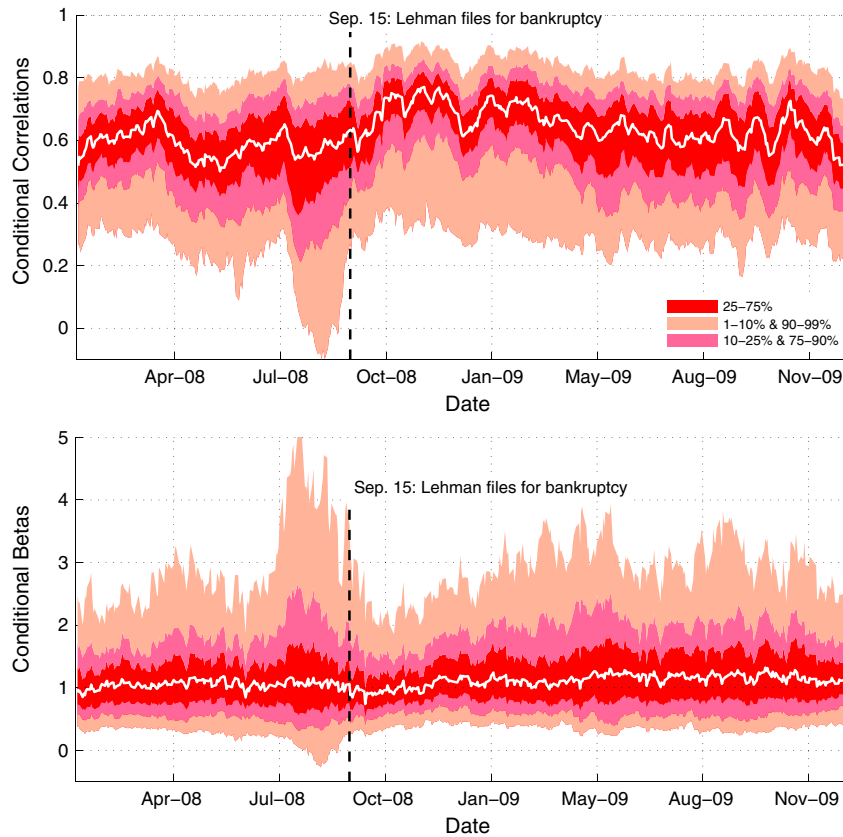 Sep. 15: Lehman files for bankruptcy
1
0.8
0.6
0.4
0.2
0
Conditional Correlations
25−75%
1−10% & 90−99%
10−25% & 75−90%
Apr−08 Jul−08 Oct−08 Jan−09 May−09 Aug−09 Nov−09
Date
5
4
3
2
1
0
Conditional Betas
Sep. 15: Lehman files for bankruptcy
Apr−08 Jul−08 Oct−08 Jan−09 May−09 Aug−09 Nov−09
Date